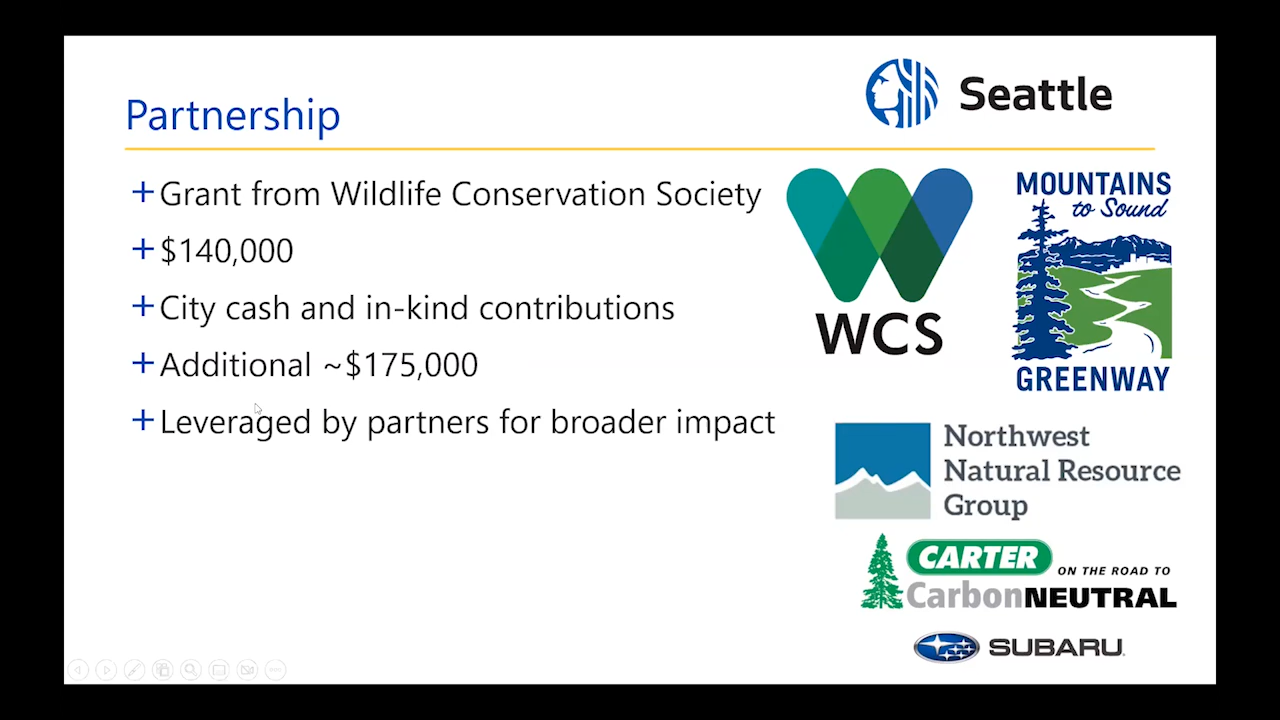 Seattle
Partnership
+Grant from Wildlife Conservation Society
+$140,000
+City cash and in-kind contributions
+Additional ~$175,000
+Leveraged by partners for broader impact
WCS
MOUNTAINS
to Sound
GREENWAY
Northwest
Natural Resource
Group
CARTER
ON THE ROAD TO
CarbonNEUTRAL
SUBARU